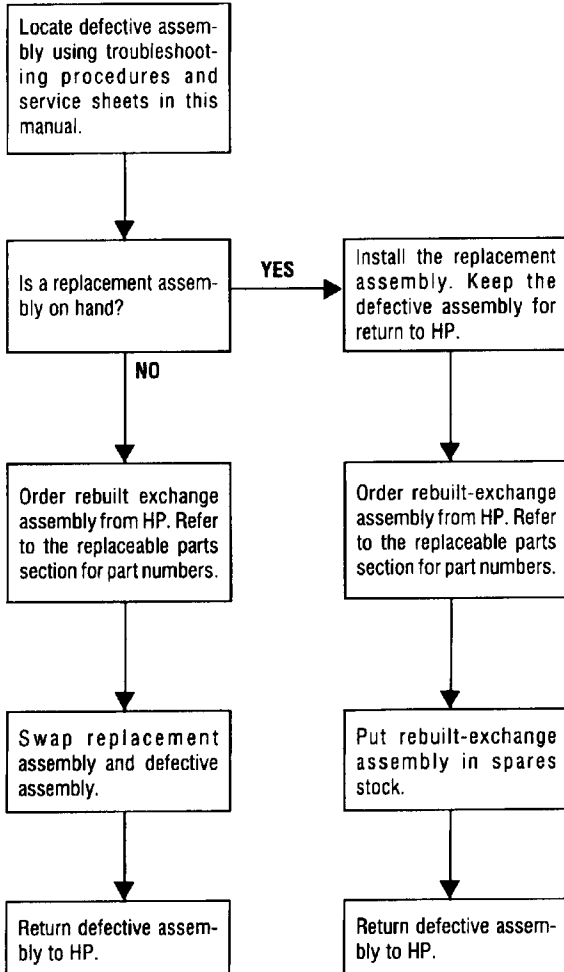 Locate defective assem-
bly using troubleshoot-
ing procedures and
service sheets in this
manual.
Is a replacement assem-
bly on hand?
YES
Install the replacement
assembly. Keep the
defective assembly for
return to HP.
NO
Order rebuilt exchange
assembly from HP. Refer
to the replaceable parts
section for part numbers.
Order rebuilt-exchange
assembly from HP. Refer
to the replaceable parts
section for part numbers.
Swap replacement
assembly and defective
assembly.
Put rebuilt-exchange
assembly in spares
stock.
Return defective assem-
bly to HP.
Return defective assem-
bly to HP.